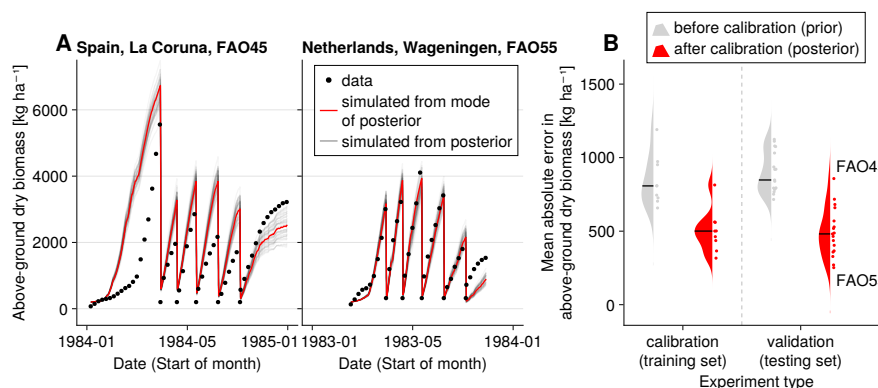 A Spain, La Coruna, FAO45
Netherlands, Wageningen, FAO55
B
before calibration (prior)
after calibration (posterior)
data
simulated from mode
of posterior
simulated from posterior
Above-ground dry biomass [kg ha⁻¹]
6000
4000
2000
0
1984-01
1984-05
1985-01
Date (Start of month)
1983-01
1983-05
1984-01
Date (Start of month)
Mean absolute error in
above-ground dry biomass [kg ha⁻¹]
1500
1000
500
0
FAO4
FAO5
calibration
(training set)
validation
(testing set)
Experiment type